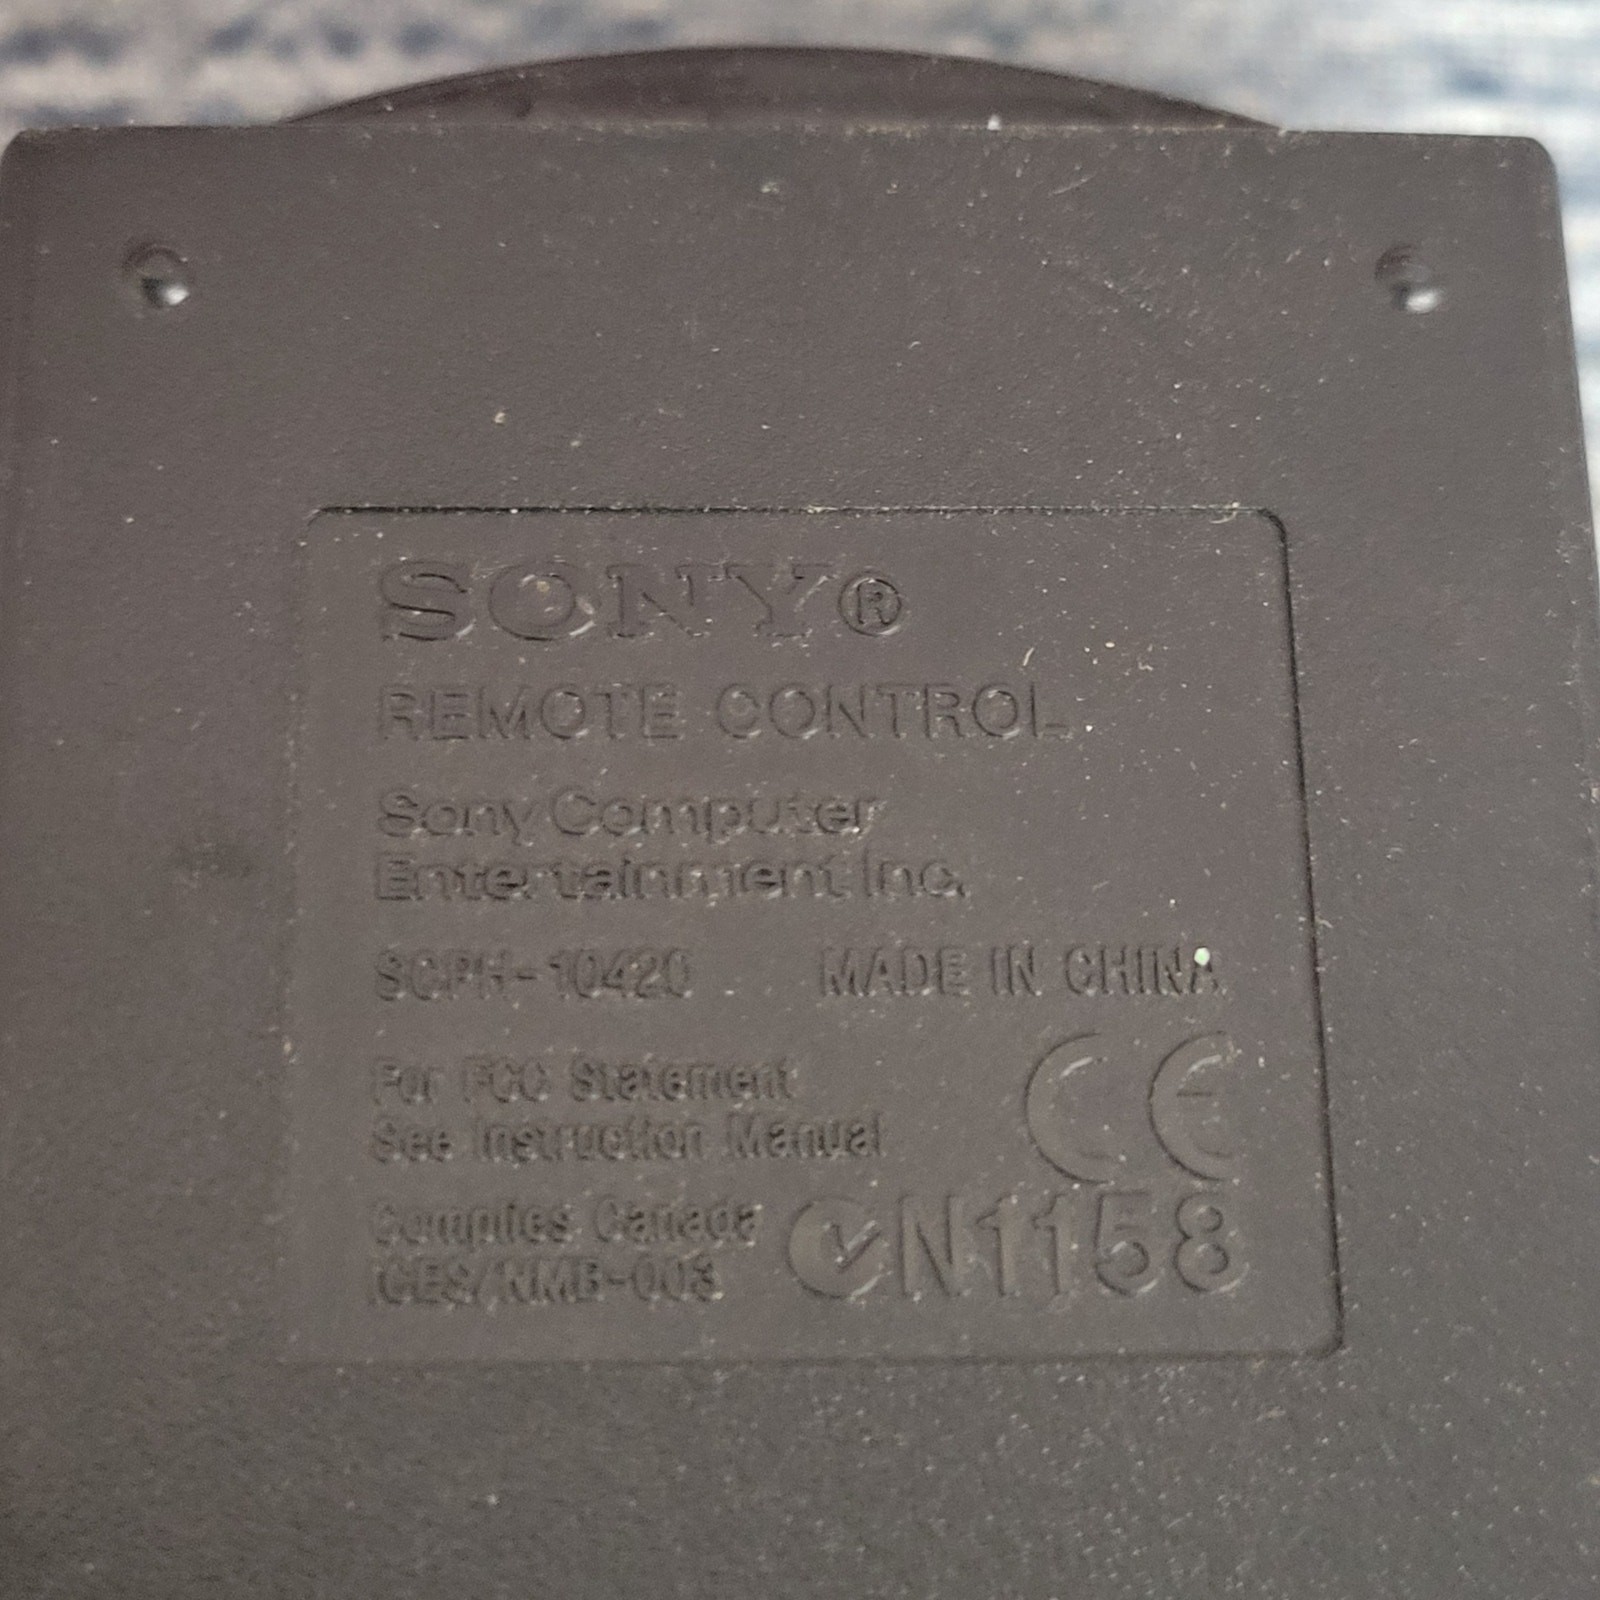 SONY®
REMOTE CONTROL
Sony Computer
Entertainment Inc.
SCPH-10420 MADE IN CHINA
For FCC Statement
See Instruction Manual
CE
Complies Canada
ICES/NMB-003
N1158